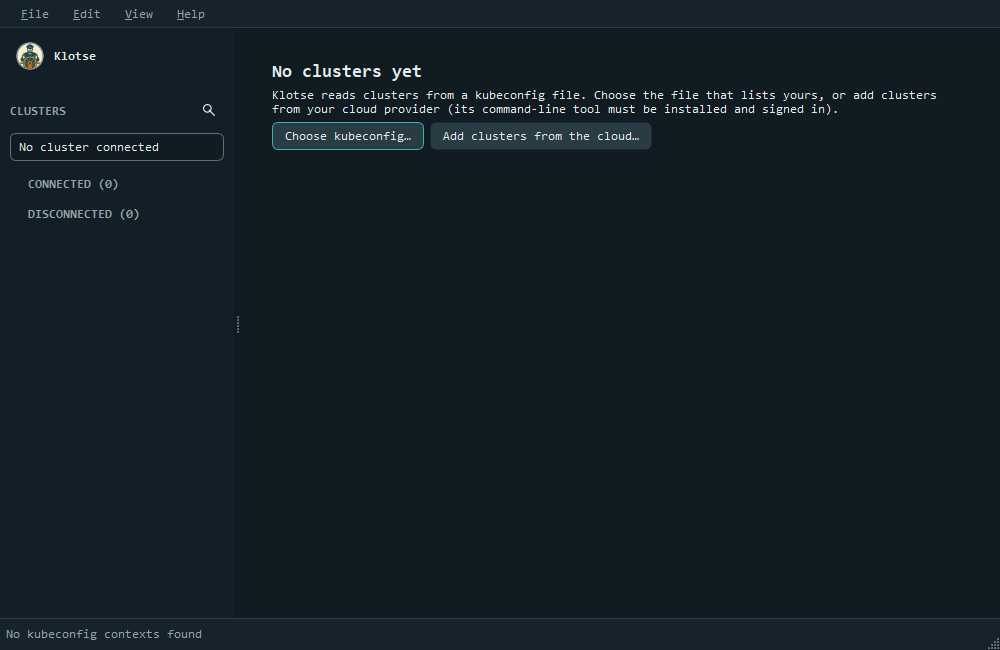 File Edit View Help
Klotse
CLUSTERS
No cluster connected
CONNECTED (0)
DISCONNECTED (0)
No clusters yet
Klotse reads clusters from a kubeconfig file. Choose the file that lists yours, or add clusters
from your cloud provider (its command-line tool must be installed and signed in).
Choose kubeconfig… Add clusters from the cloud…
No kubeconfig contexts found